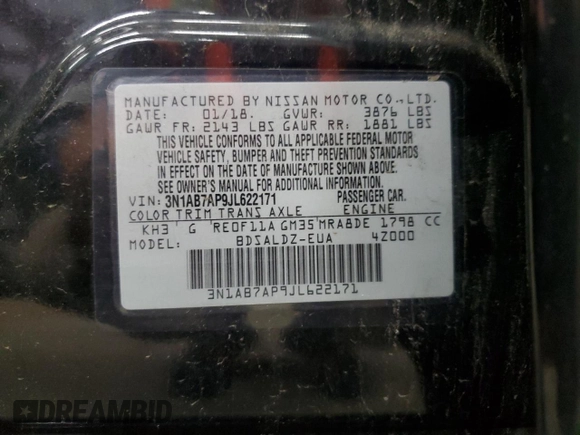 MANUFACTURED BY NISSAN MOTOR CO.,LTD.
DATE: 01/18. GVWR: 3876 LBS
GAWR FR: 2143 LBS GAWR RR: 1881 LBS
THIS VEHICLE CONFORMS TO ALL APPLICABLE FEDERAL MOTOR
VEHICLE SAFETY, BUMPER AND THEFT PREVENTION STANDARDS
IN EFFECT ON THE DATE OF MANUFACTURE SHOWN ABOVE.
SEE OWNER'S MANUAL FOR ADDITIONAL INFORMATION.
VIN: 3N1AB7AP9JL622171 PASSENGER CAR.
COLOR TRIM TRANS AXLE ENGINE
KH3 G RE0F11A GM35 MRA8DE 1798 CC
MODEL: BDSALDZ-EUA 4Z000
3N1AB7AP9JL622171
DREAMBID